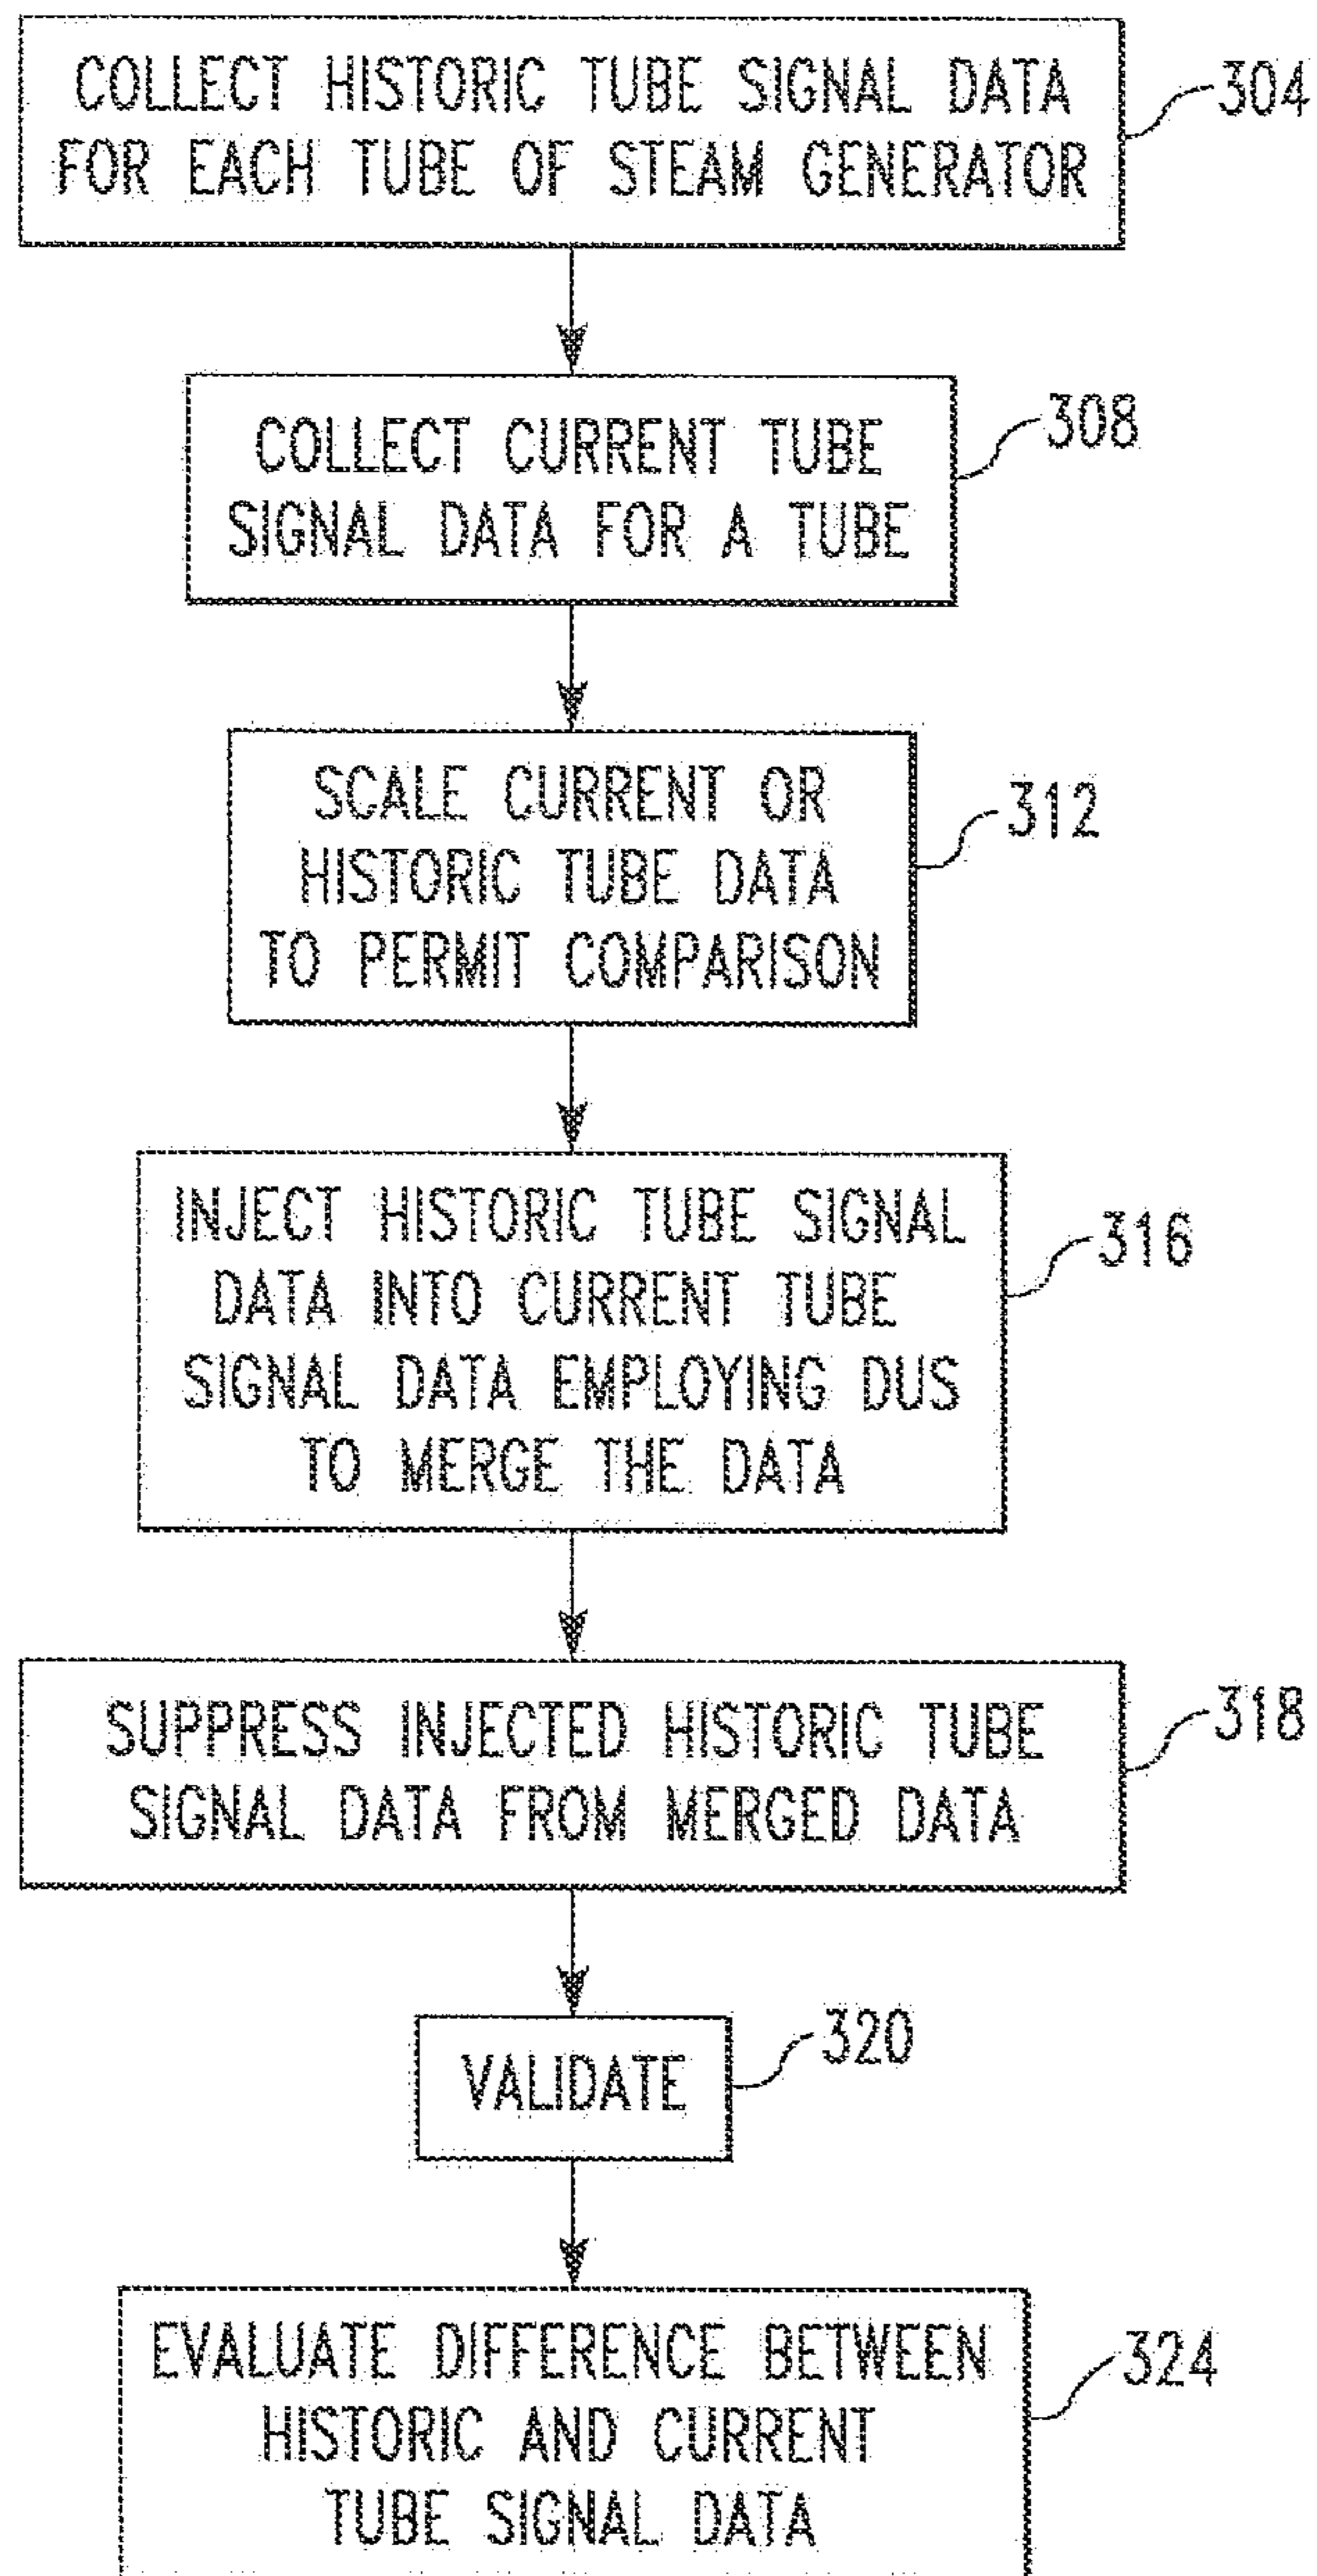 COLLECT HISTORIC TUBE SIGNAL DATA
FOR EACH TUBE OF STEAM GENERATOR
304
COLLECT CURRENT TUBE
SIGNAL DATA FOR A TUBE
308
SCALE CURRENT OR
HISTORIC TUBE DATA
TO PERMIT COMPARISON
312
INJECT HISTORIC TUBE SIGNAL
DATA INTO CURRENT TUBE
SIGNAL DATA EMPLOYING DUS
TO MERGE THE DATA
316
SUPPRESS INJECTED HISTORIC TUBE
SIGNAL DATA FROM MERGED DATA
318
VALIDATE
320
EVALUATE DIFFERENCE BETWEEN
HISTORIC AND CURRENT
TUBE SIGNAL DATA
324